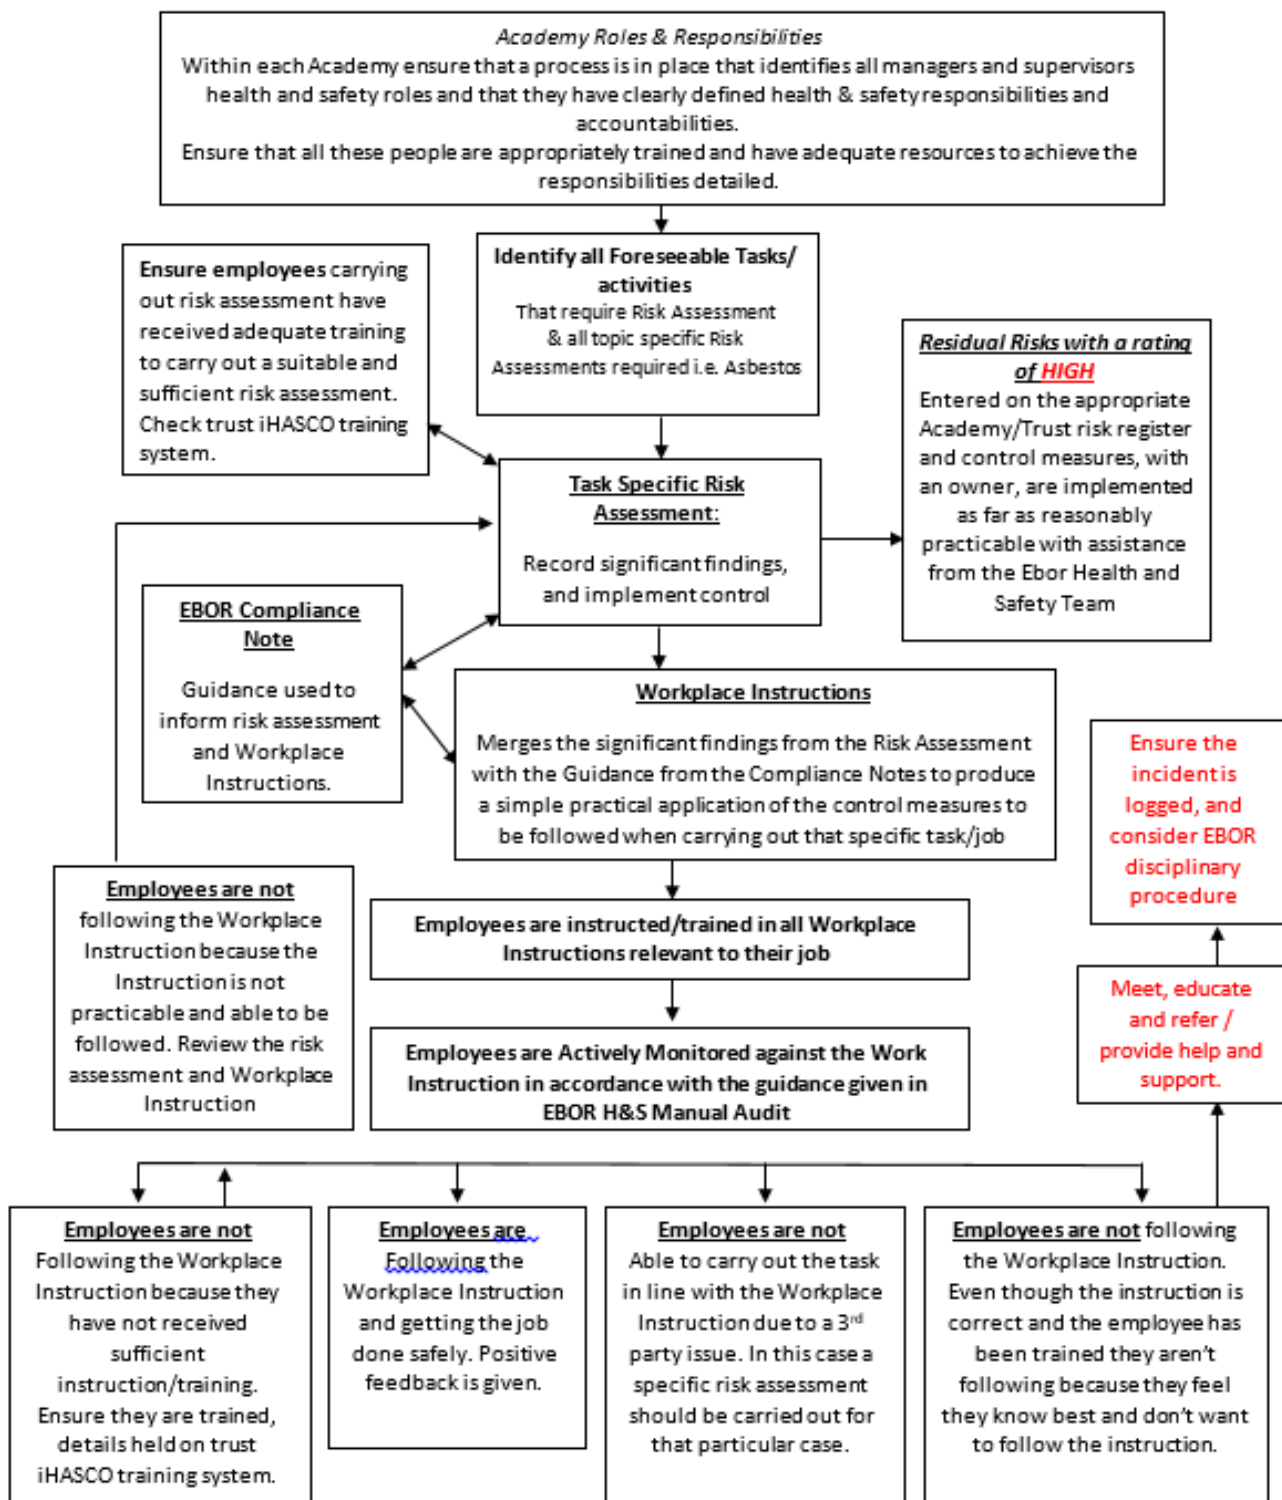 Academy Roles & Responsibilities
Within each Academy ensure that a process is in place that identifies all managers and supervisors
health and safety roles and that they have clearly defined health & safety responsibilities and
accountabilities.
Ensure that all these people are appropriately trained and have adequate resources to achieve the
responsibilities detailed.
Identify all Foreseeable Tasks/
activities
That require Risk Assessment
& all topic specific Risk
Assessments required i.e. Asbestos
Ensure employees carrying
out risk assessment have
received adequate training
to carry out a suitable and
sufficient risk assessment.
Check trust iHASCO training
system.
Residual Risks with a rating
of HIGH
Entered on the appropriate
Academy/Trust risk register
and control measures, with
an owner, are implemented
as far as reasonably
practicable with assistance
from the Ebor Health and
Safety Team
Task Specific Risk
Assessment:
Record significant findings,
and implement control
EBOR Compliance
Note
Guidance used to
inform risk assessment
and Workplace
Instructions.
Workplace Instructions
Merges the significant findings from the Risk Assessment
with the Guidance from the Compliance Notes to produce
a simple practical application of the control measures to
be followed when carrying out that specific task/job
Ensure the
incident is
logged, and
consider EBOR
disciplinary
procedure
Employees are not
following the Workplace
Instruction because the
Instruction is not
practicable and able to be
followed. Review the risk
assessment and Workplace
Instruction
Employees are instructed/trained in all Workplace
Instructions relevant to their job
Meet, educate
and refer /
provide help and
support.
Employees are Actively Monitored against the Work
Instruction in accordance with the guidance given in
EBOR H&S Manual Audit
Employees are not
Following the Workplace
Instruction because they
have not received
sufficient
instruction/training.
Ensure they are trained,
details held on trust
iHASCO training system.
Employees are
Following the
Workplace Instruction
and getting the job
done safely. Positive
feedback is given.
Employees are not
Able to carry out the task
in line with the Workplace
Instruction due to a 3rd
party issue. In this case a
specific risk assessment
should be carried out for
that particular case.
Employees are not following
the Workplace Instruction.
Even though the instruction is
correct and the employee has
been trained they aren't
following because they feel
they know best and don't want
to follow the instruction.